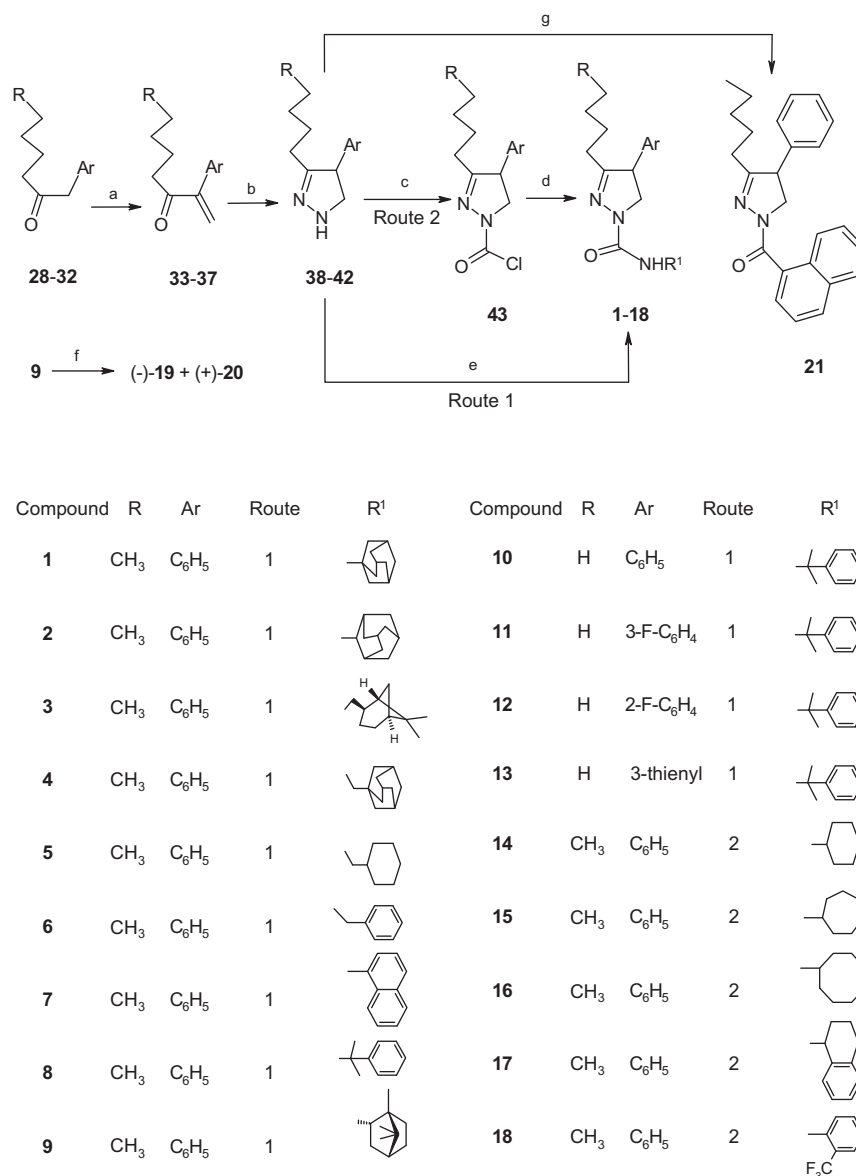 g
R R R R
Ar Ar Ar Ar
a b c d
O O N N H N N N N N N
Route 2
O Cl O NHR¹ O
28-32 33-37 38-42 43 1-18
f e
9 (-)-19 + (+)-20 21
Route 1
Compound R Ar Route R¹ Compound R Ar Route R¹
1 CH₃ C₆H₅ 1 10 H C₆H₅ 1
2 CH₃ C₆H₅ 1 11 H 3-F-C₆H₄ 1
3 CH₃ C₆H₅ 1 H H 12 H 2-F-C₆H₄ 1
4 CH₃ C₆H₅ 1 13 H 3-thienyl 1
5 CH₃ C₆H₅ 1 14 CH₃ C₆H₅ 2
6 CH₃ C₆H₅ 1 15 CH₃ C₆H₅ 2
7 CH₃ C₆H₅ 1 16 CH₃ C₆H₅ 2
8 CH₃ C₆H₅ 1 17 CH₃ C₆H₅ 2
9 CH₃ C₆H₅ 1 18 CH₃ C₆H₅ 2
F₃C